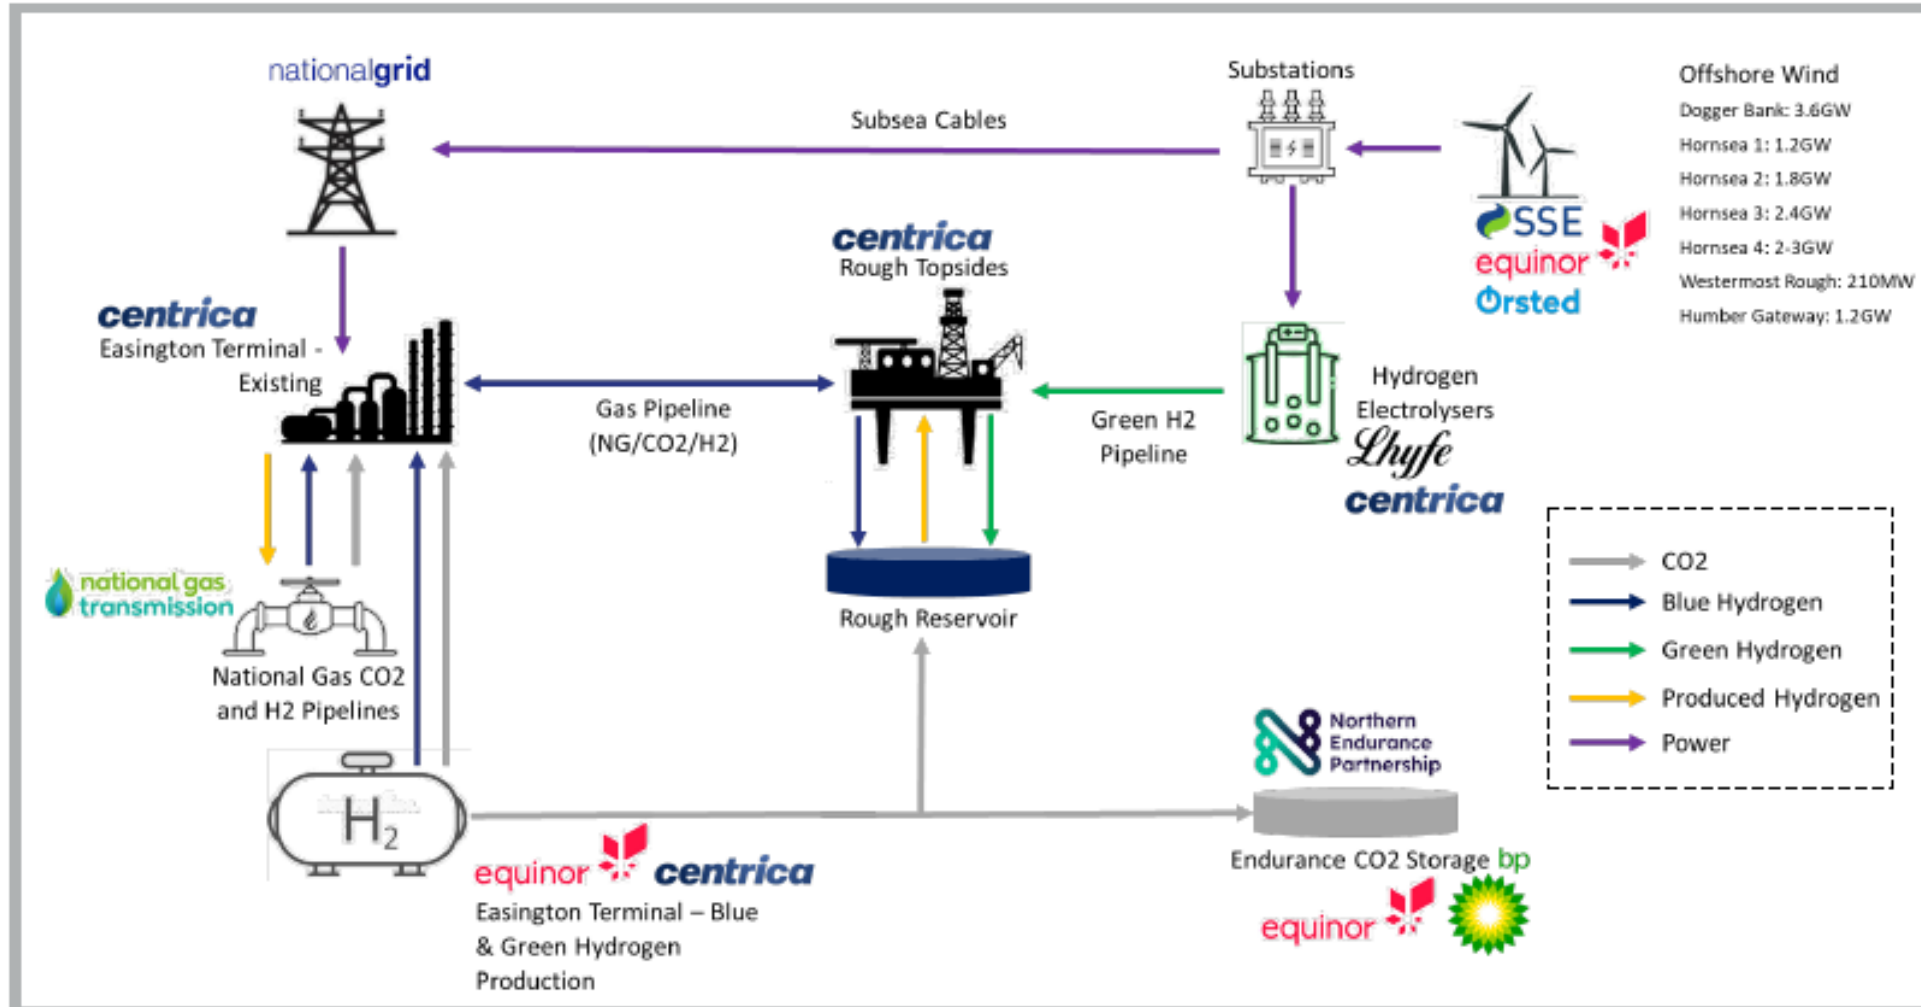 nationalgrid
Substations
Offshore Wind
Dogger Bank: 3.6GW
Hornsea 1: 1.2GW
Hornsea 2: 1.8GW
Hornsea 3: 2.4GW
Hornsea 4: 2-3GW
Westermost Rough: 210MW
Humber Gateway: 1.2GW
Subsea Cables
SSE
equinor
Ørsted
centrica
Rough Topsides
centrica
Easington Terminal -
Existing
Gas Pipeline
(NG/CO2/H2)
Green H2
Pipeline
Hydrogen
Electrolysers
Lhyfe
centrica
national gas
transmission
National Gas CO2
and H2 Pipelines
Rough Reservoir
CO2
Blue Hydrogen
Green Hydrogen
Produced Hydrogen
Power
Northern
Endurance
Partnership
H2
equinor centrica
Easington Terminal – Blue
& Green Hydrogen
Production
Endurance CO2 Storage bp
equinor